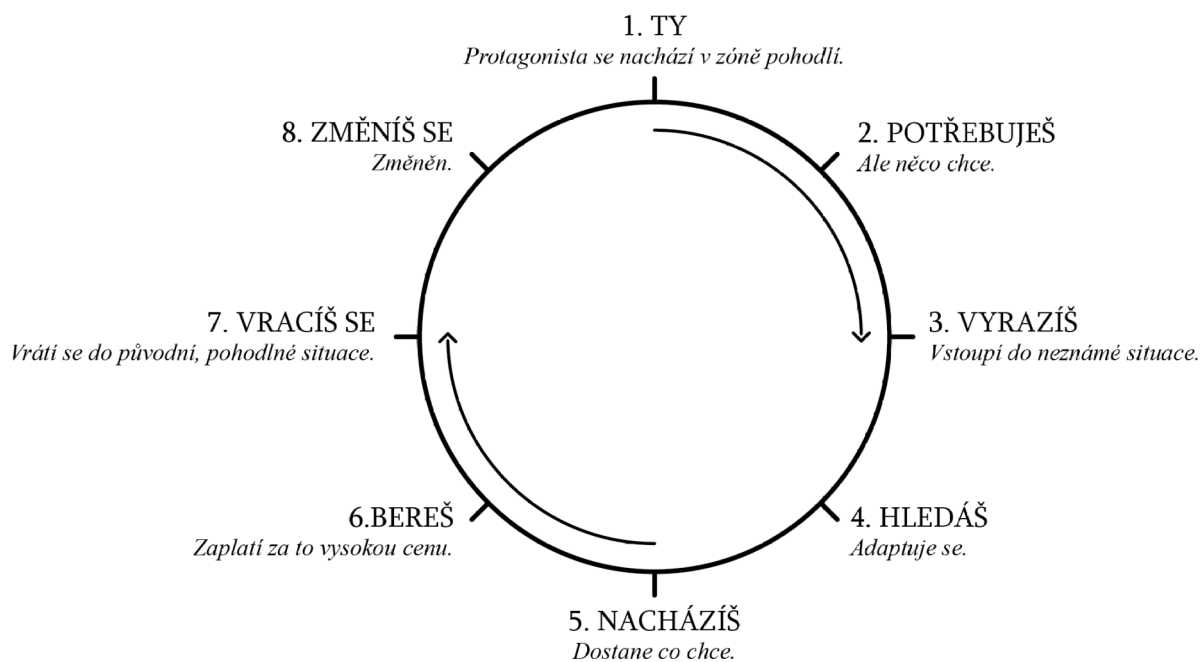 1. TY
Protagonista se nachází v zóně pohodlí.
2. POTŘEBUJEŠ
Ale něco chce.
3. VYRAZÍŠ
Vstoupí do neznámé situace.
4. HLEDÁŠ
Adaptuje se.
5. NACHÁZÍŠ
Dostane co chce.
6.BEREŠ
Zaplatí za to vysokou cenu.
7. VRACÍŠ SE
Vrátí se do původní, pohodlné situace.
8. ZMĚNÍŠ SE
Změněn.